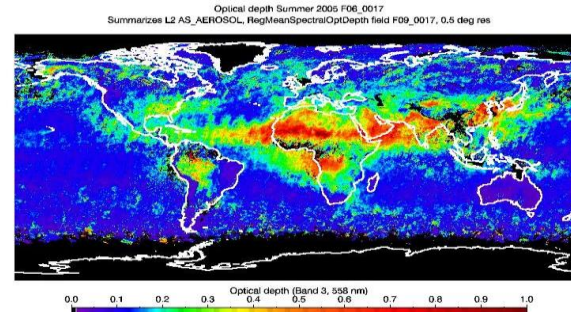 Optical depth Summer 2005 F06_0017
Summarizes L2 AS_AEROSOL, RegMeanSpectralOptDepth field F09_0017, 0.5 deg res
Optical depth (Band 3, 558 nm)
0.0 0.1 0.2 0.3 0.4 0.5 0.6 0.7 0.8 0.9 1.0